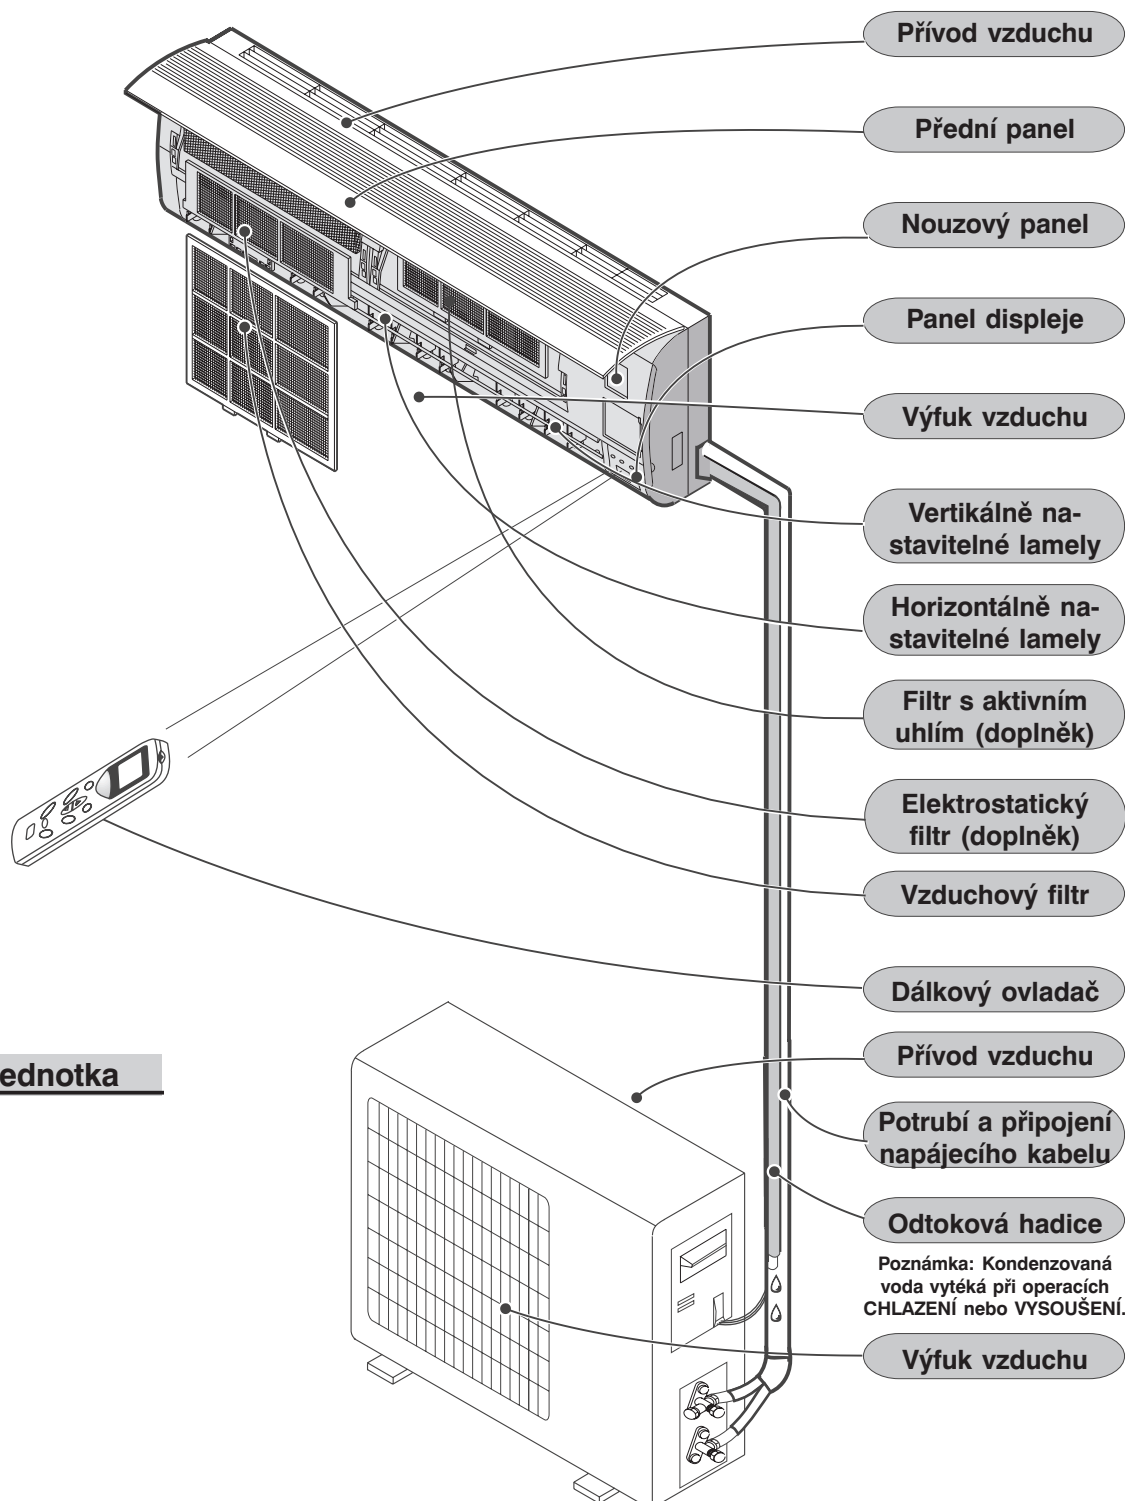 Přívod vzduchu
Přední panel
Nouzový panel
Panel displeje
Výfuk vzduchu
Vertikálně na-
stavitelné lamely
Horizontálně na-
stavitelné lamely
Filtr s aktivním
uhlím (doplněk)
Elektrostatický
filtr (doplněk)
Vzduchový filtr
Dálkový ovladač
ednotka
Přívod vzduchu
Potrubí a připojení
napájecího kabelu
Odtoková hadice
Poznámka: Kondenzovaná
voda vytéká při operacích
CHLAZENÍ nebo VYSOUŠENÍ.
Výfuk vzduchu